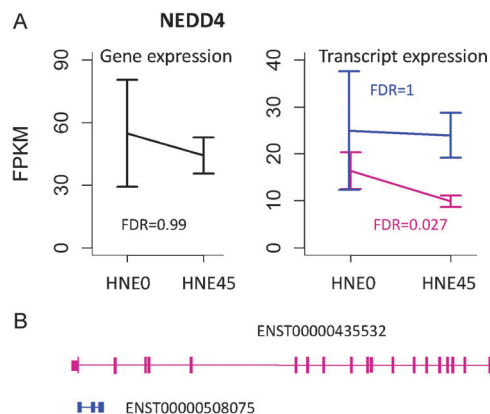 A
NEDD4
Gene expression
Transcript expression
FPKM
90
60
30
0
FDR=0.99
HNE0
HNE45
40
30
20
10
0
FDR=1
FDR=0.027
HNE0
HNE45
B
ENST00000435532
ENST00000508075